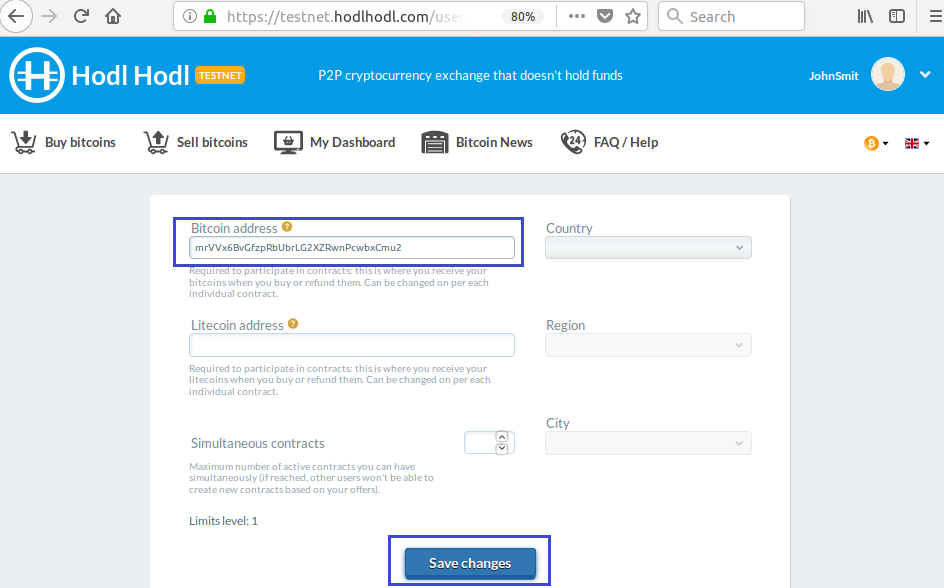 https://testnet.hodlhodl.com/use
80%
Search
Hodl Hodl TESTNET
P2P cryptocurrency exchange that doesn't hold funds
JohnSmit
Buy bitcoins
Sell bitcoins
My Dashboard
Bitcoin News
24
FAQ / Help
Bitcoin address ?
mrVVx6BvGfzpRbUbrLG2XZRwnPcwbxCmu2
Required to participate in contracts: this is where you receive your
bitcoins when you buy or refund them. Can be changed on per each
individual contract.
Country
Litecoin address ?
Required to participate in contracts: this is where you receive your
litecoins when you buy or refund them. Can be changed on per each
individual contract.
Region
Simultaneous contracts
Maximum number of active contracts you can have
simultaneously (if reached, other users won't be able to
create new contracts based on your offers).
City
Limits level: 1
Save changes